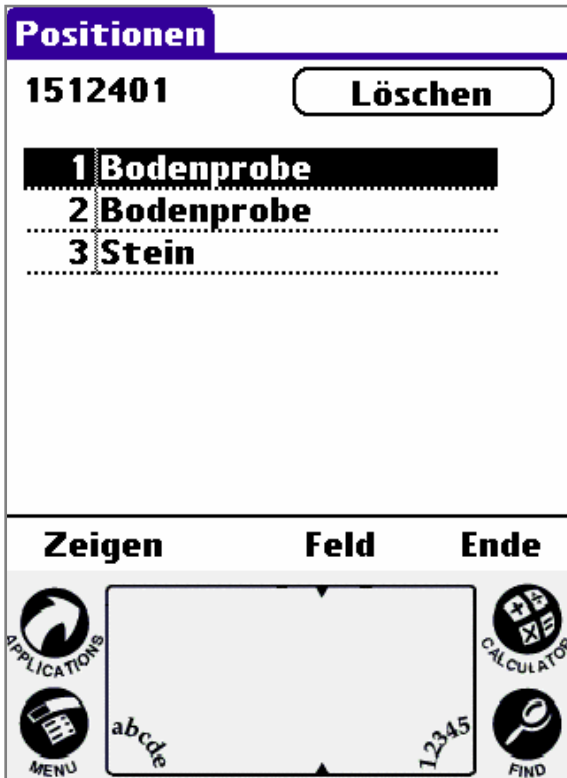 Positionen
1512401 Löschen
1 Bodenprobe
2 Bodenprobe
3 Stein
Zeigen Feld Ende
APPLICATIONS CALCULATOR
abcde 12345
MENU FIND